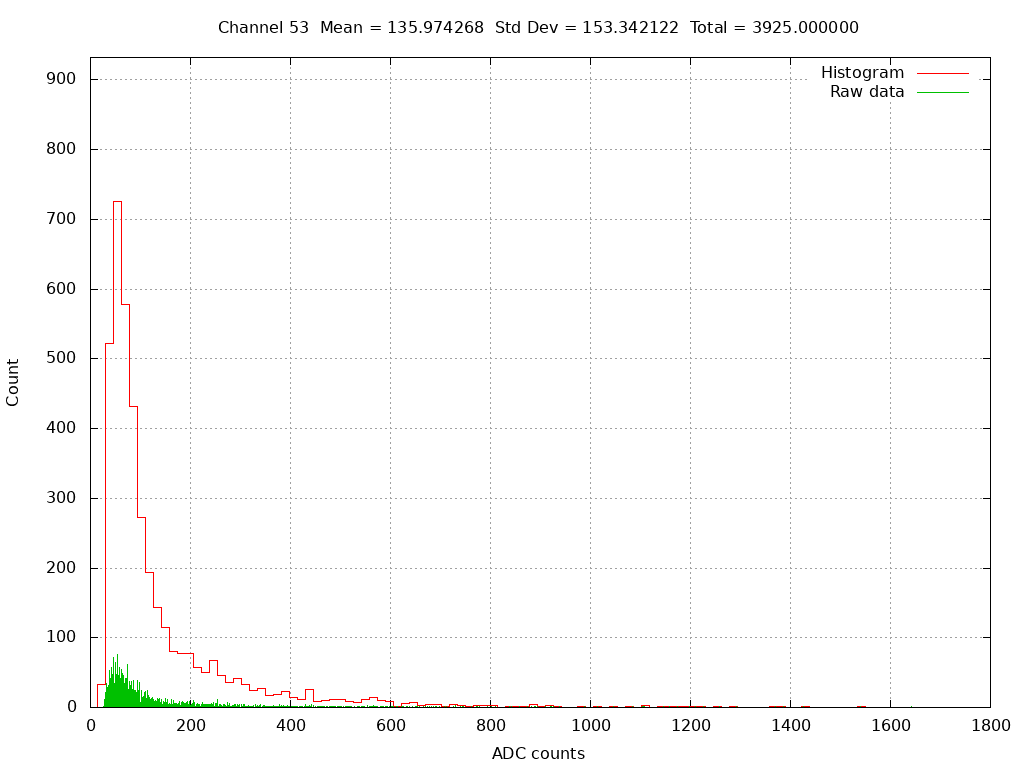 Channel 53  Mean = 135.974268  Std Dev = 153.342122  Total = 3925.000000
Histogram
Raw data
900
800
700
600
500
400
300
200
100
0
Count
0 200 400 600 800 1000 1200 1400 1600 1800
ADC counts